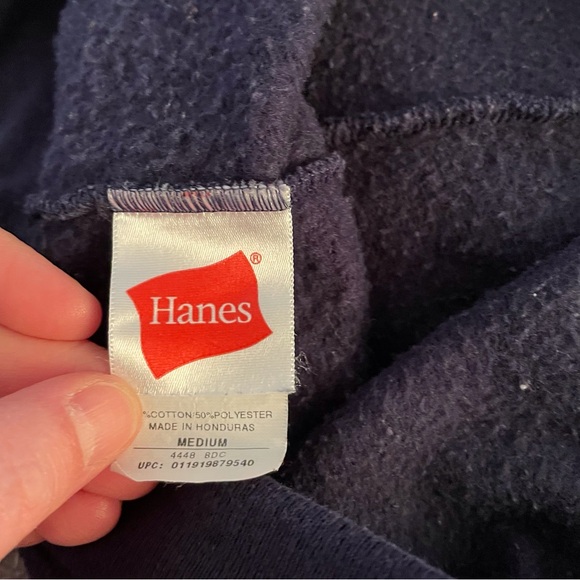 Hanes®
%COTTON/50%POLYESTER
MADE IN HONDURAS
MEDIUM
4448 BDC
UPC: 011919879540